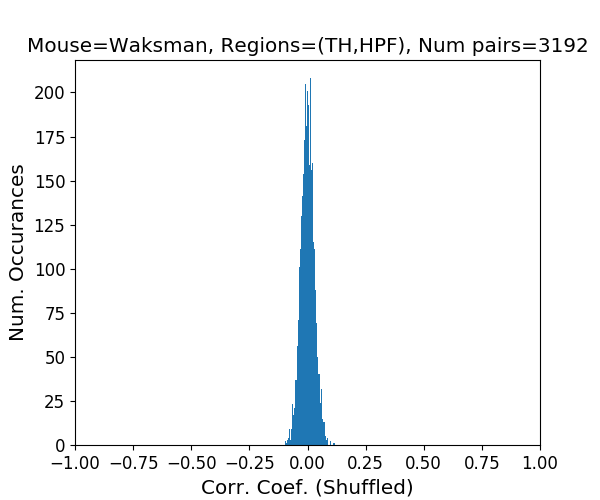 Mouse=Waksman, Regions=(TH,HPF), Num pairs=3192
Num. Occurances
200
175
150
125
100
75
50
25
0
−1.00 −0.75 −0.50 −0.25 0.00 0.25 0.50 0.75 1.00
Corr. Coef. (Shuffled)